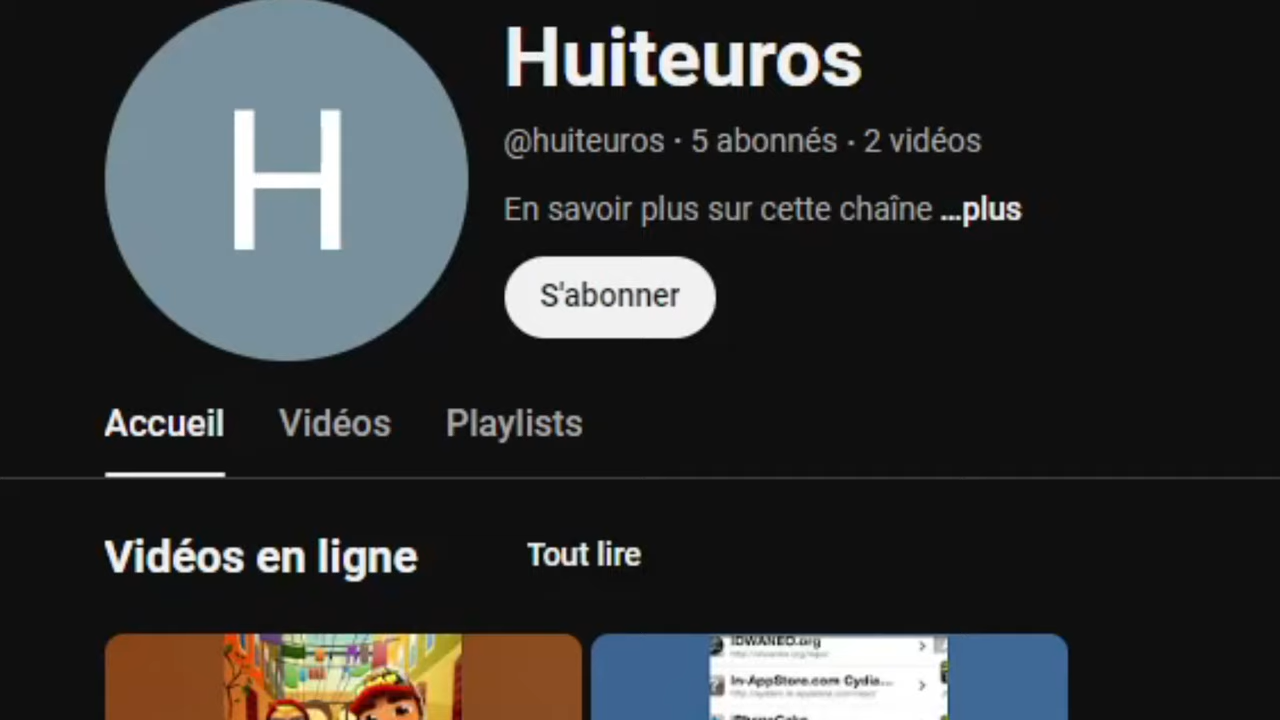 H
Huiteuros
@huiteuros · 5 abonnés · 2 vidéos
En savoir plus sur cette chaîne ...plus
S'abonner
Accueil Vidéos Playlists
Vidéos en ligne Tout lire
IDWANEO.org
In-AppStore.com Cydia...